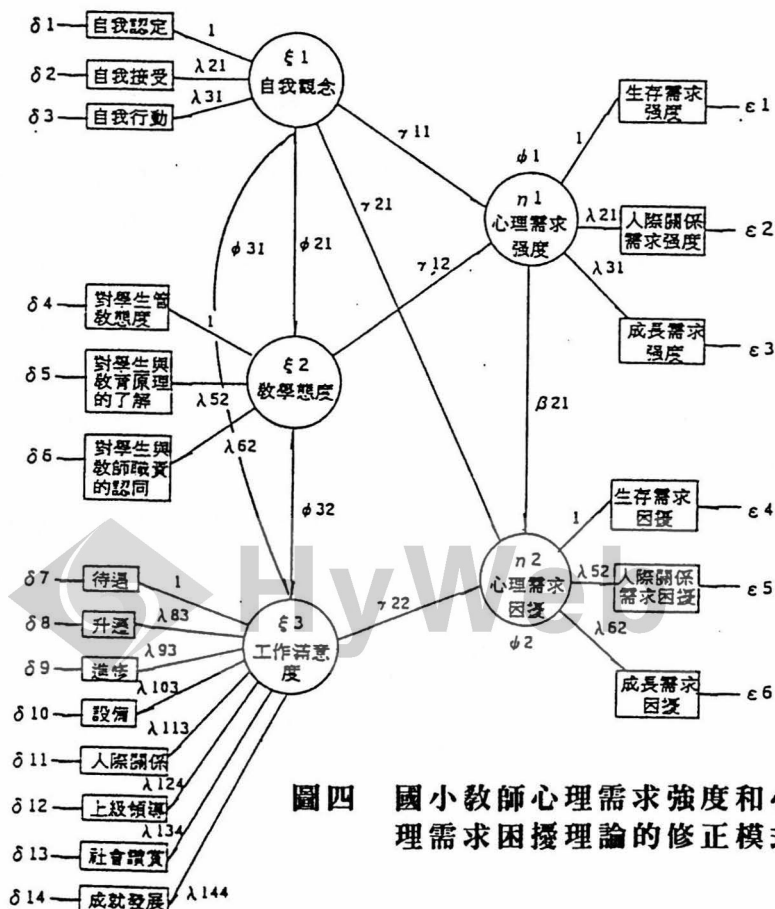 δ1
自我認定
1
δ2
自我接受
λ21
δ3
自我行動
λ31
ξ1
自我觀念
γ11
γ21
φ31
φ21
γ12
φ1
η1
心理需求
强度
1
生存需求
强度
ε1
λ21
人際關係
需求强度
ε2
λ31
成長需求
强度
ε3
β21
δ4
對學生管
教態度
1
δ5
對學生與
教育原理
的了解
λ52
δ6
對學生與
教師職責
的認同
λ62
ξ2
教學態度
φ32
δ7
待遇
1
δ8
升遷
λ83
δ9
進修
λ93
δ10
設備
λ103
δ11
人際關係
λ113
δ12
上級領導
λ124
δ13
社會讚賞
λ134
δ14
成就發展
λ144
ξ3
工作滿意
度
γ22
η2
心理需求
困擾
φ2
1
生存需求
困擾
ε4
λ52
人際關係
需求困擾
ε5
λ62
成長需求
困擾
ε6
HyWeb
圖四 國小教師心理需求強度和
理需求困擾理論的修正模